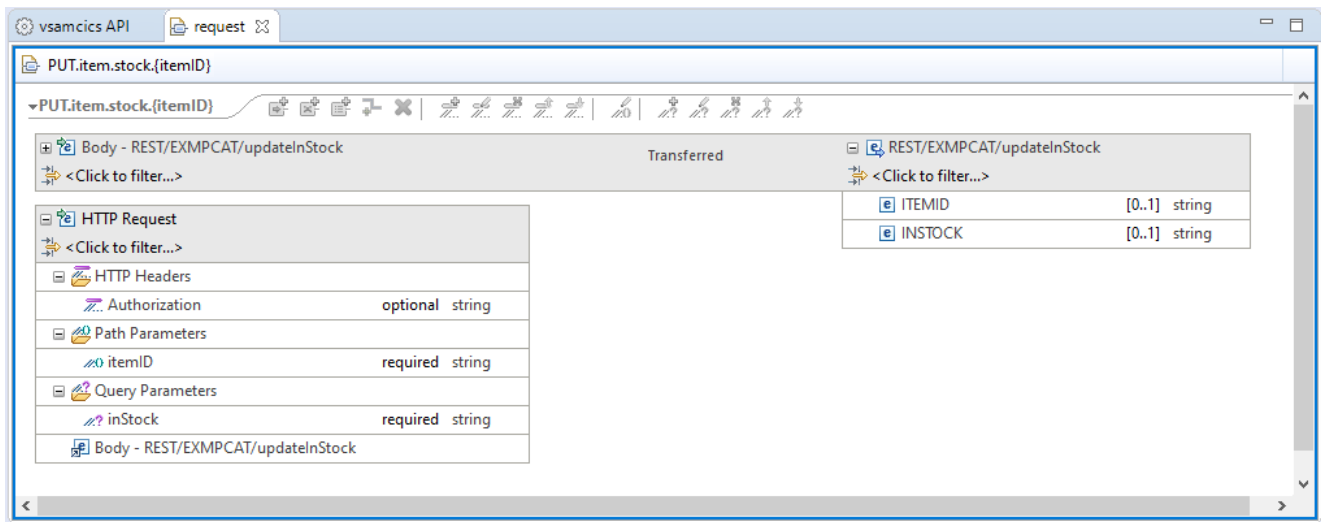 vsamcics API
request
PUT.item.stock.{itemID}
PUT.item.stock.{itemID}
Body - REST/EXMPCAT/updateInStock
<Click to filter...>
Transferred
REST/EXMPCAT/updateInStock
<Click to filter...>
ITEMID [0..1] string
INSTOCK [0..1] string
HTTP Request
<Click to filter...>
HTTP Headers
Authorization optional string
Path Parameters
itemID required string
Query Parameters
inStock required string
Body - REST/EXMPCAT/updateInStock